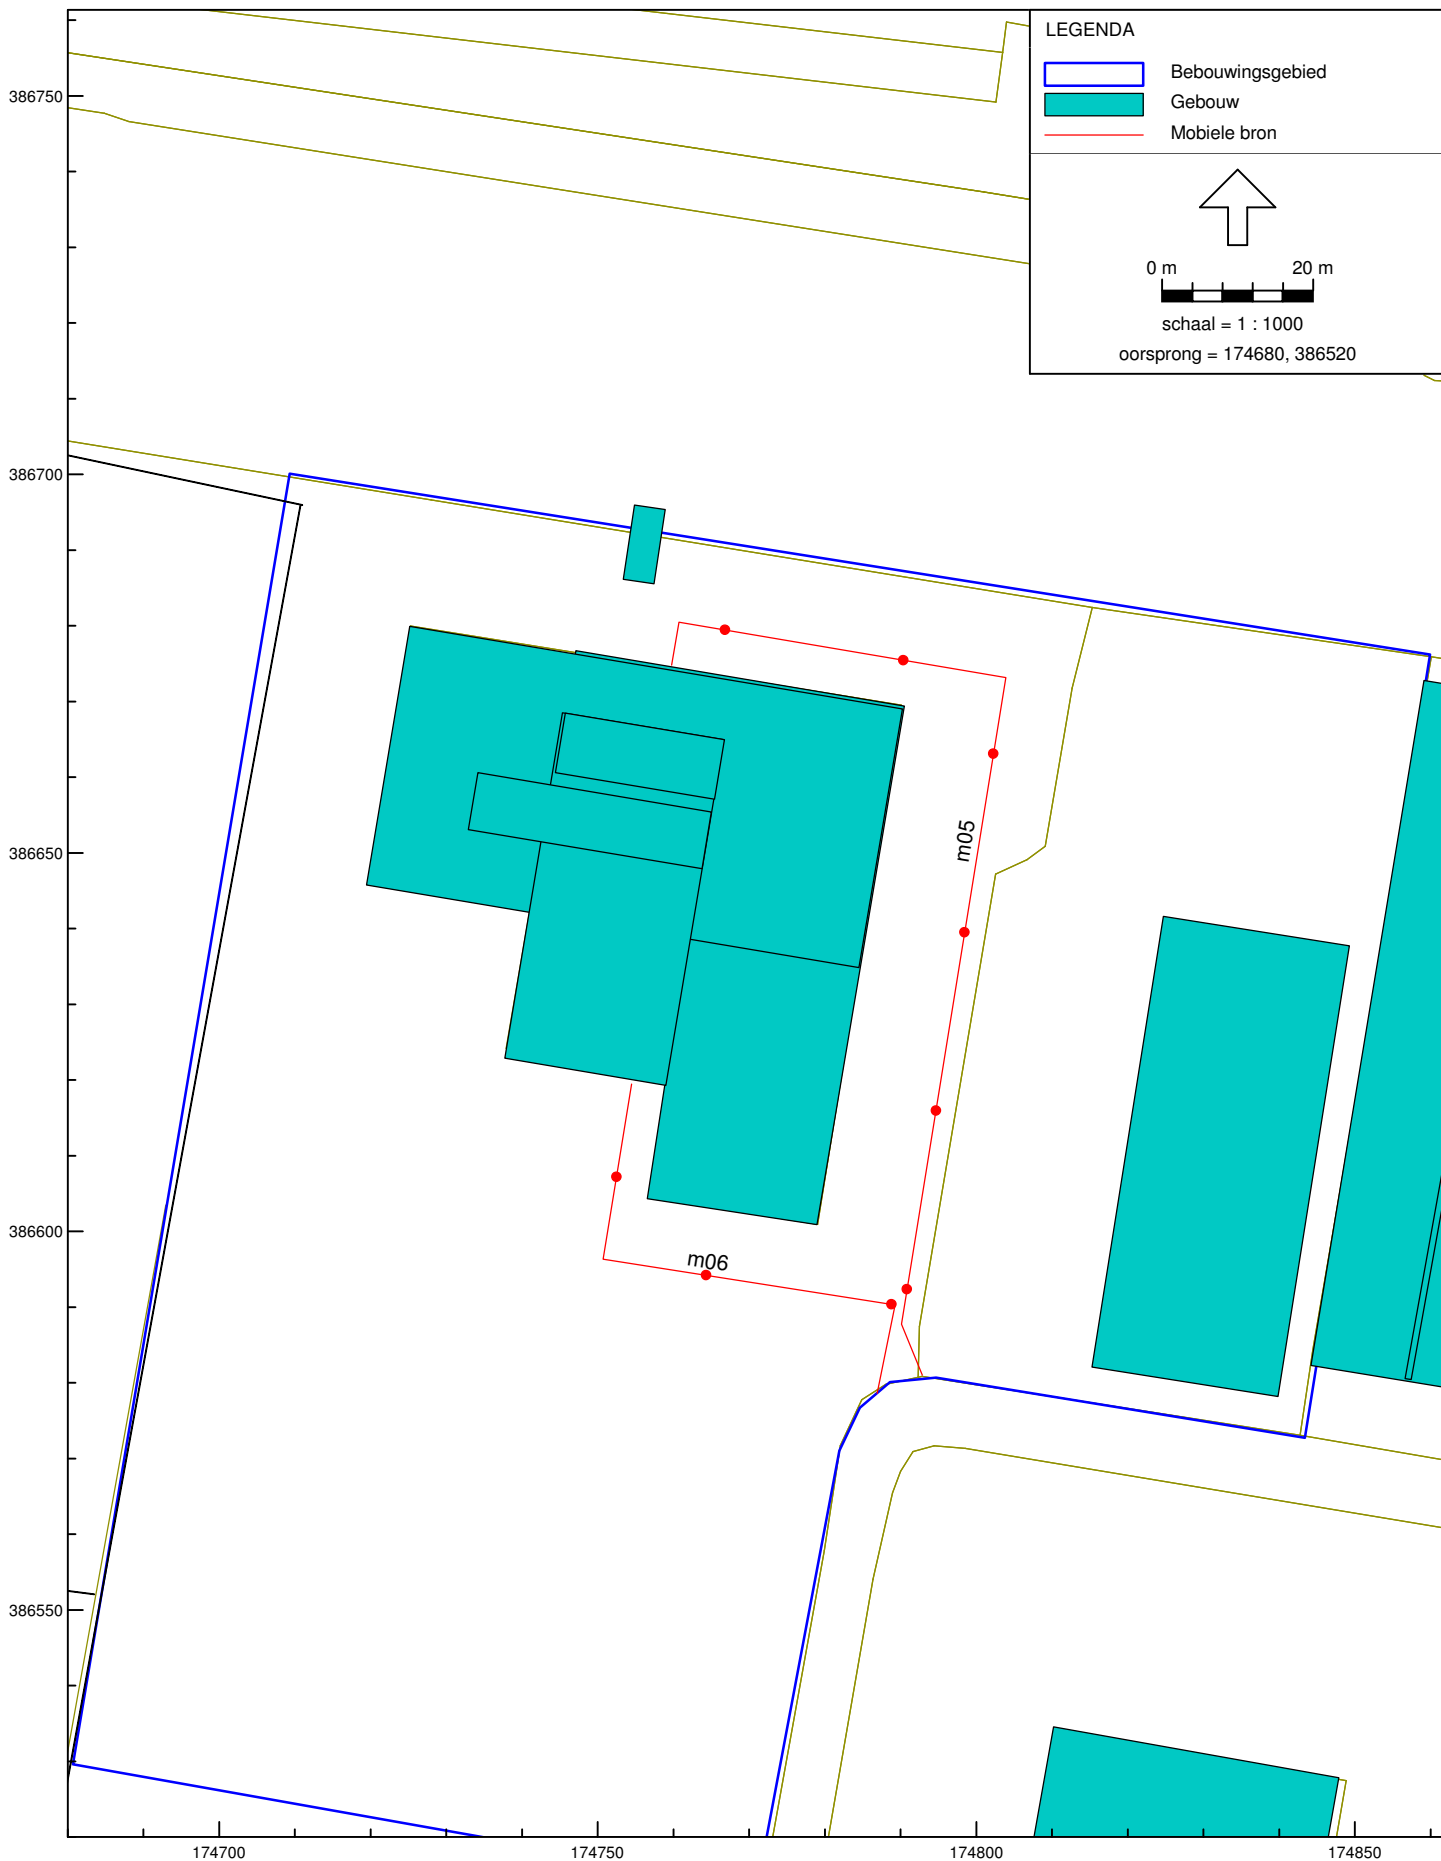 LEGENDA
Bebouwingsgebied
Gebouw
Mobiele bron
0 m 20 m
schaal = 1 : 1000
oorsprong = 174680, 386520
386750
386700
386650
386600
386550
m05
m06
174700 174750 174800 174850